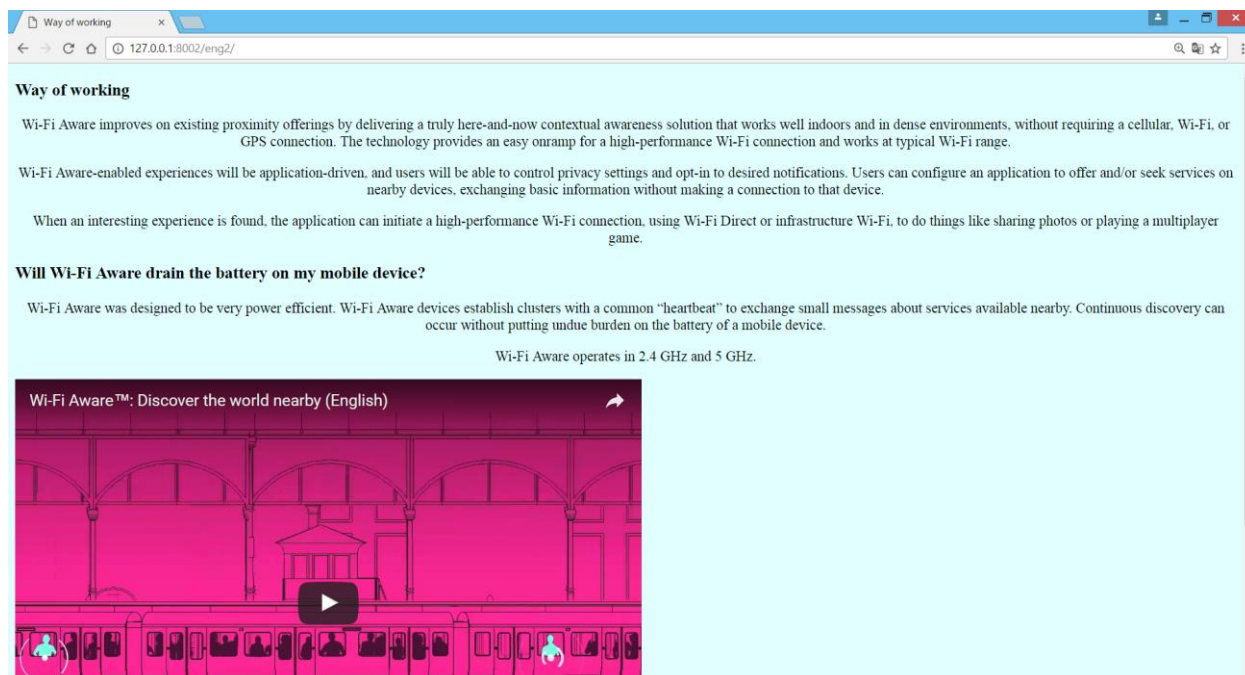 Way of working
127.0.0.1:8002/eng2/
Way of working
Wi-Fi Aware improves on existing proximity offerings by delivering a truly here-and-now contextual awareness solution that works well indoors and in dense environments, without requiring a cellular, Wi-Fi, or
GPS connection. The technology provides an easy onramp for a high-performance Wi-Fi connection and works at typical Wi-Fi range.
Wi-Fi Aware-enabled experiences will be application-driven, and users will be able to control privacy settings and opt-in to desired notifications. Users can configure an application to offer and/or seek services on
nearby devices, exchanging basic information without making a connection to that device.
When an interesting experience is found, the application can initiate a high-performance Wi-Fi connection, using Wi-Fi Direct or infrastructure Wi-Fi, to do things like sharing photos or playing a multiplayer
game.
Will Wi-Fi Aware drain the battery on my mobile device?
Wi-Fi Aware was designed to be very power efficient. Wi-Fi Aware devices establish clusters with a common “heartbeat” to exchange small messages about services available nearby. Continuous discovery can
occur without putting undue burden on the battery of a mobile device.
Wi-Fi Aware operates in 2.4 GHz and 5 GHz.
Wi-Fi Aware™: Discover the world nearby (English)